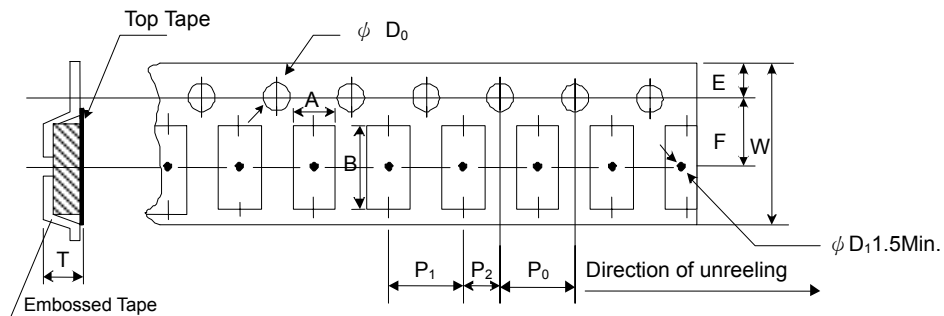 Top Tape
ψ D₀
A
E
F
W
B
T
P₁
P₂
P₀
Direction of unreeling
ψ D₁1.5Min.
Embossed Tape